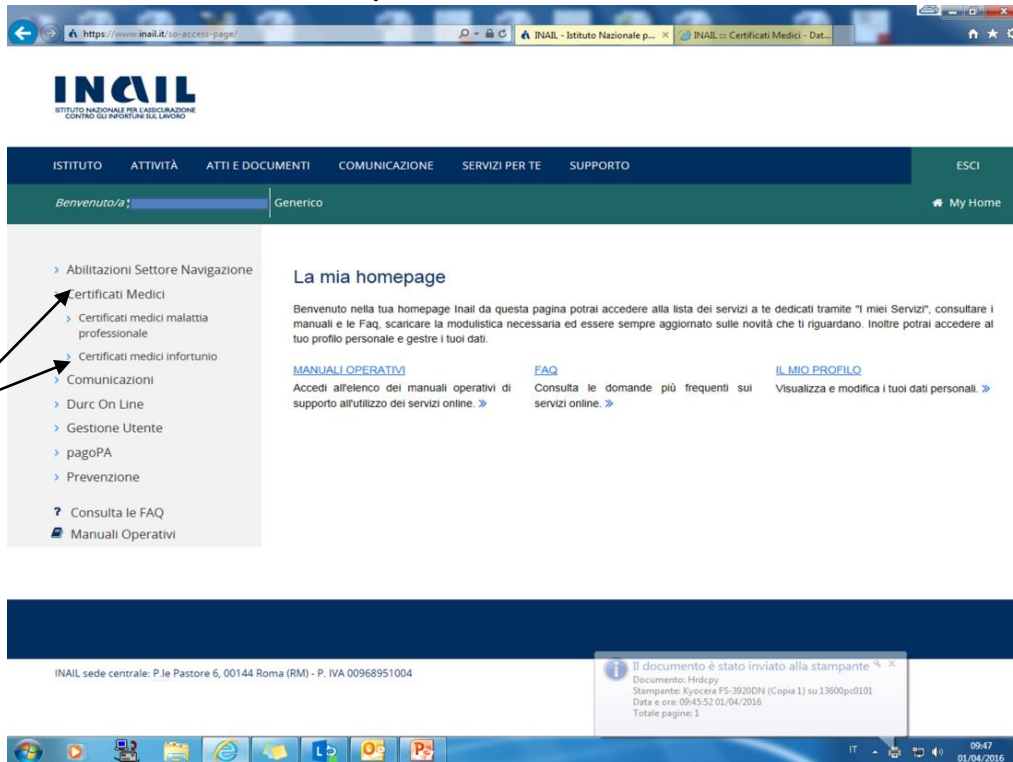 https://www.inail.it/so-access-page/
INAIL - Istituto Nazionale p...
INAIL ::: Certificati Medici - Dat...
INAIL
ISTITUTO NAZIONALE PER L'ASSICURAZIONE
CONTRO GLI INFORTUNI SUL LAVORO
ISTITUTO ATTIVITÀ ATTI E DOCUMENTI COMUNICAZIONE SERVIZI PER TE SUPPORTO ESCI
Benvenuto/a: Generico My Home
Abilitazioni Settore Navigazione
Certificati Medici
Certificati medici malattia
professionale
Certificati medici infortunio
Comunicazioni
Durc On Line
Gestione Utente
pagoPA
Prevenzione
? Consulta le FAQ
Manuali Operativi
La mia homepage
Benvenuto nella tua homepage Inail da questa pagina potrai accedere alla lista dei servizi a te dedicati tramite "I miei Servizi", consultare i
manuali e le Faq, scaricare la modulistica necessaria ed essere sempre aggiornato sulle novità che ti riguardano. Inoltre potrai accedere al
tuo profilo personale e gestire i tuoi dati.
MANUALI OPERATIVI
Accedi all'elenco dei manuali operativi di
supporto all'utilizzo dei servizi online. »
FAQ
Consulta le domande più frequenti sui
servizi online. »
IL MIO PROFILO
Visualizza e modifica i tuoi dati personali. »
INAIL sede centrale: P.le Pastore 6, 00144 Roma (RM) - P. IVA 00968951004
Il documento è stato inviato alla stampante
Documento: Hrdcpy
Stampante: Kyocera FS-3920DN (Copia 1) su 13600pc0101
Data e ora: 09:45:52 01/04/2016
Totale pagine: 1
IT
09:47
01/04/2016